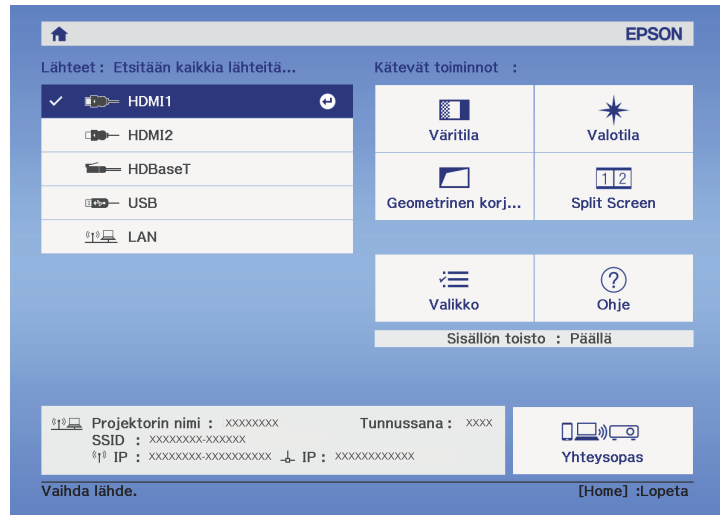 EPSON
Lähteet : Etsitään kaikkia lähteitä...
HDMI1
HDMI2
HDBaseT
USB
LAN
Kätevät toiminnot :
Väritila
Valotila
Geometrinen korj...
Split Screen
1 2
Valikko
Ohje
Sisällön toisto : Päällä
Projektorin nimi : xxxxxxxx Tunnussana : xxxx
SSID : xxxxxxxx-xxxxxx
IP : xxxxxxxx-xxxxxxxxxx IP : xxxxxxxxxxxx
Yhteysopas
Vaihda lähde.
[Home] :Lopeta